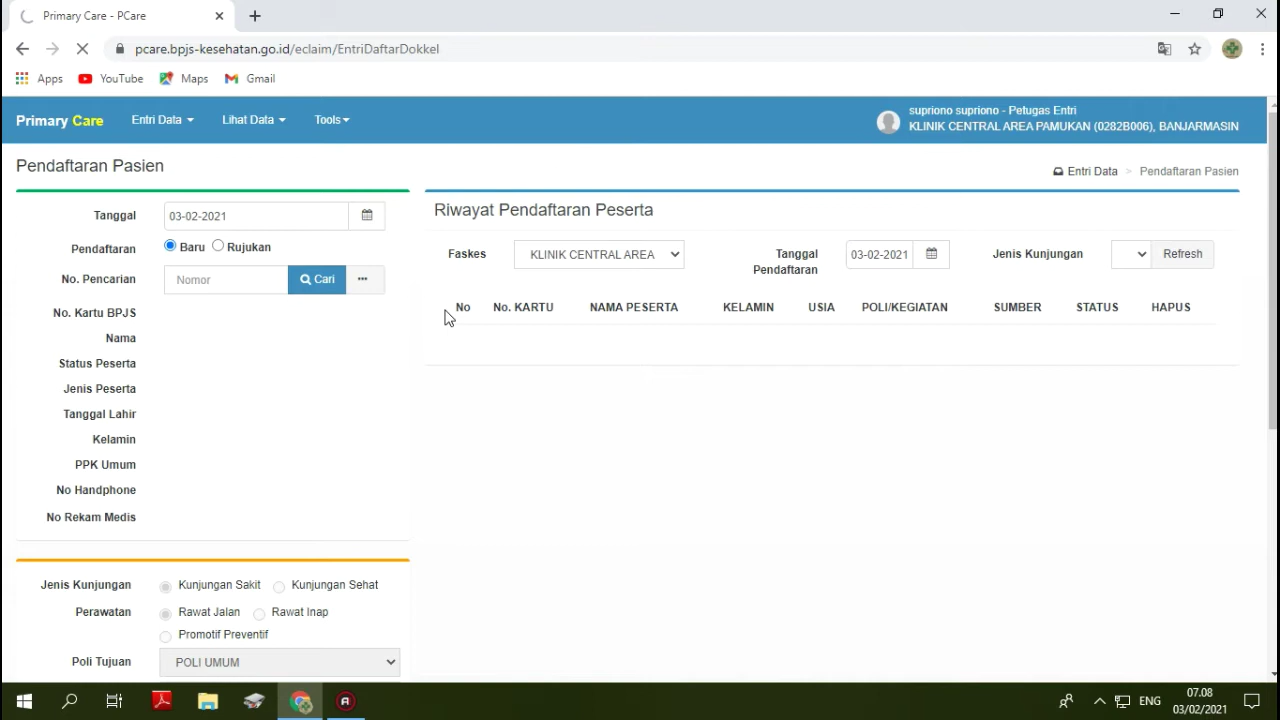 Primary Care - PCare
pcare.bpjs-kesehatan.go.id/eclaim/EntriDaftarDokkel
Apps YouTube Maps Gmail
Primary Care Entri Data Lihat Data Tools
supriono supriono - Petugas Entri
KLINIK CENTRAL AREA PAMUKAN (0282B006), BANJARMASIN
Pendaftaran Pasien
Entri Data > Pendaftaran Pasien
Tanggal 03-02-2021
Pendaftaran Baru Rujukan
No. Pencarian Nomor Cari ...
No. Kartu BPJS
Nama
Status Peserta
Jenis Peserta
Tanggal Lahir
Kelamin
PPK Umum
No Handphone
No Rekam Medis
Jenis Kunjungan Kunjungan Sakit Kunjungan Sehat
Perawatan Rawat Jalan Rawat Inap
Promotif Preventif
Poli Tujuan POLI UMUM
Riwayat Pendaftaran Peserta
Faskes KLINIK CENTRAL AREA Tanggal Pendaftaran 03-02-2021 Jenis Kunjungan Refresh
No No. KARTU NAMA PESERTA KELAMIN USIA POLI/KEGIATAN SUMBER STATUS HAPUS
ENG
07.08
03/02/2021